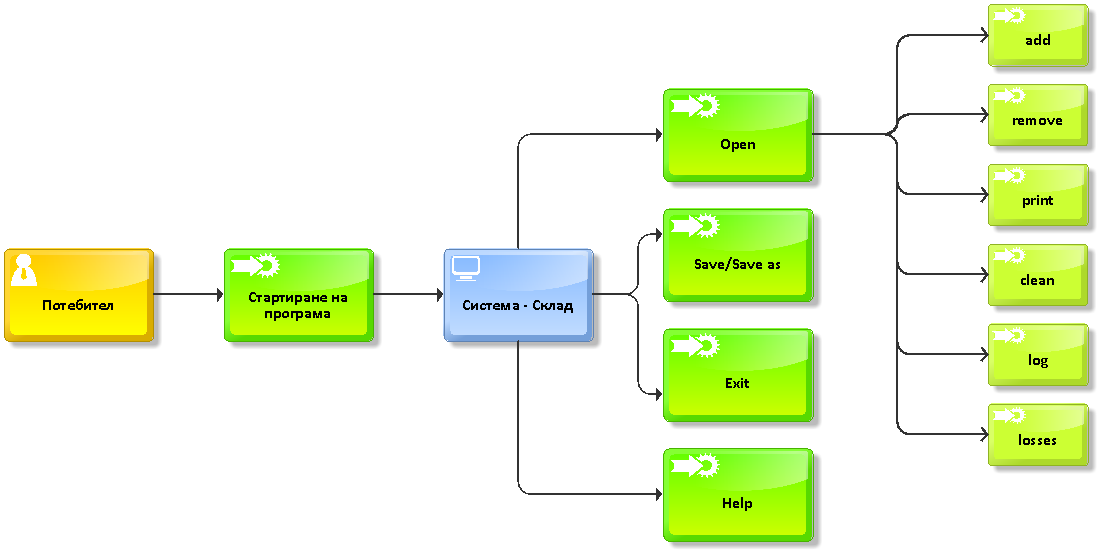 Потебител
Стартиране на
програма
Система - Склад
Open
Save/Save as
Exit
Help
add
remove
print
clean
log
losses